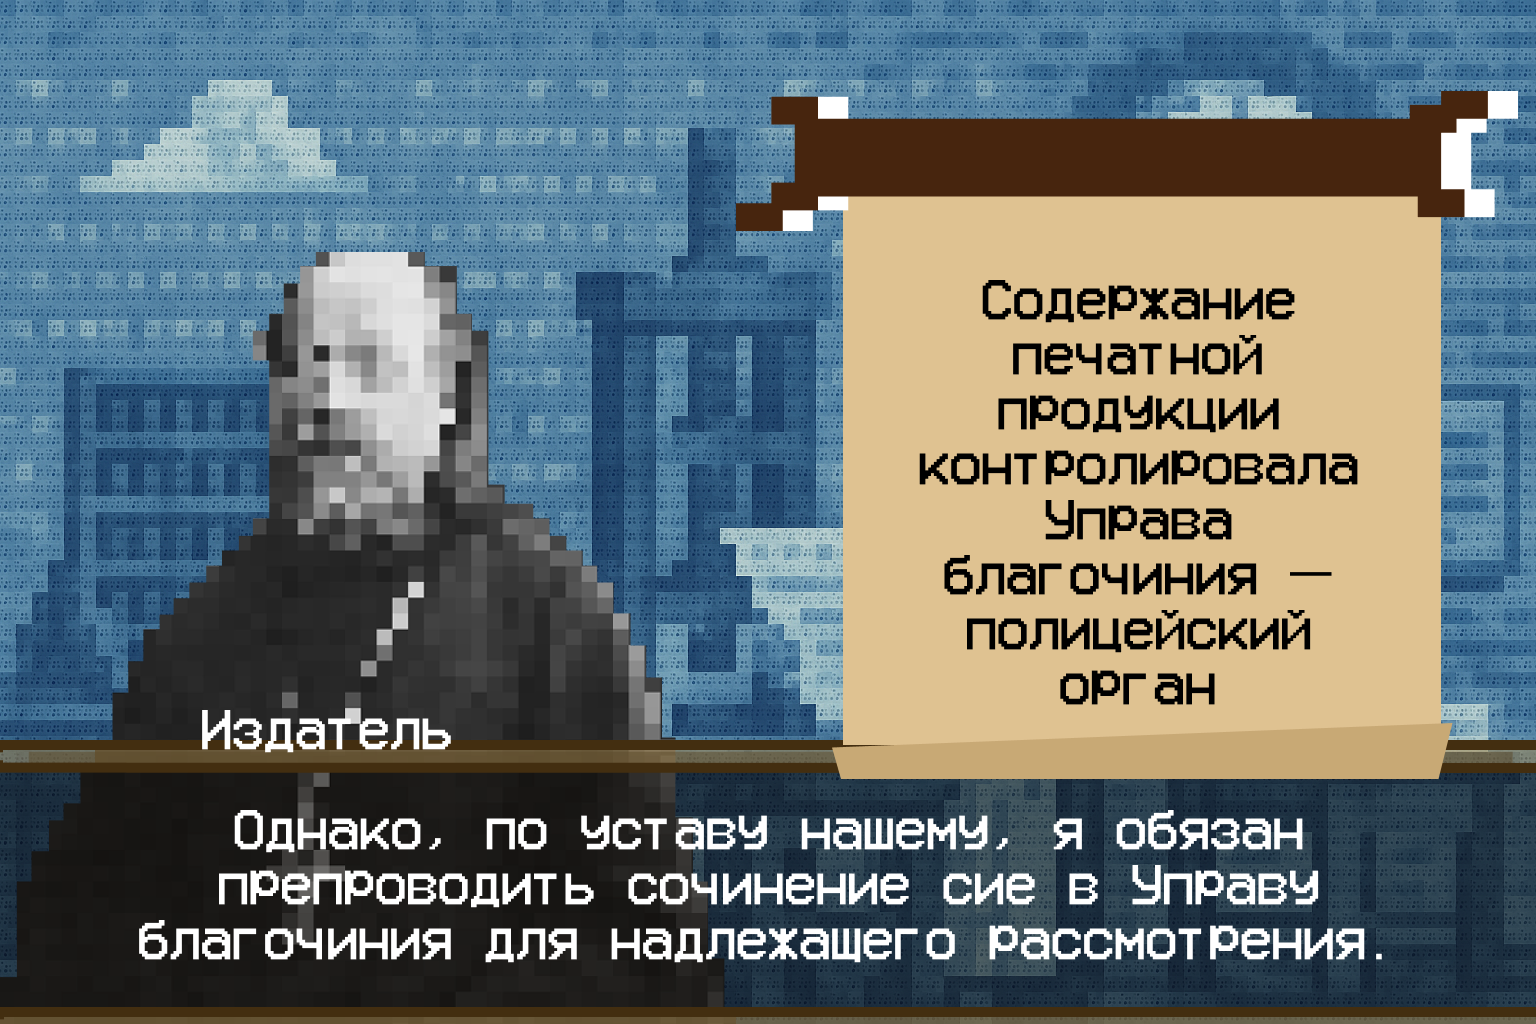 Содержание
печатной
продукции
контролировала
Управа
благочиния —
полицейский
орган
Издатель
Однако, по уставу нашему, я обязан
препроводить сочинение сие в Управу
благочиния для надлежащего рассмотрения.